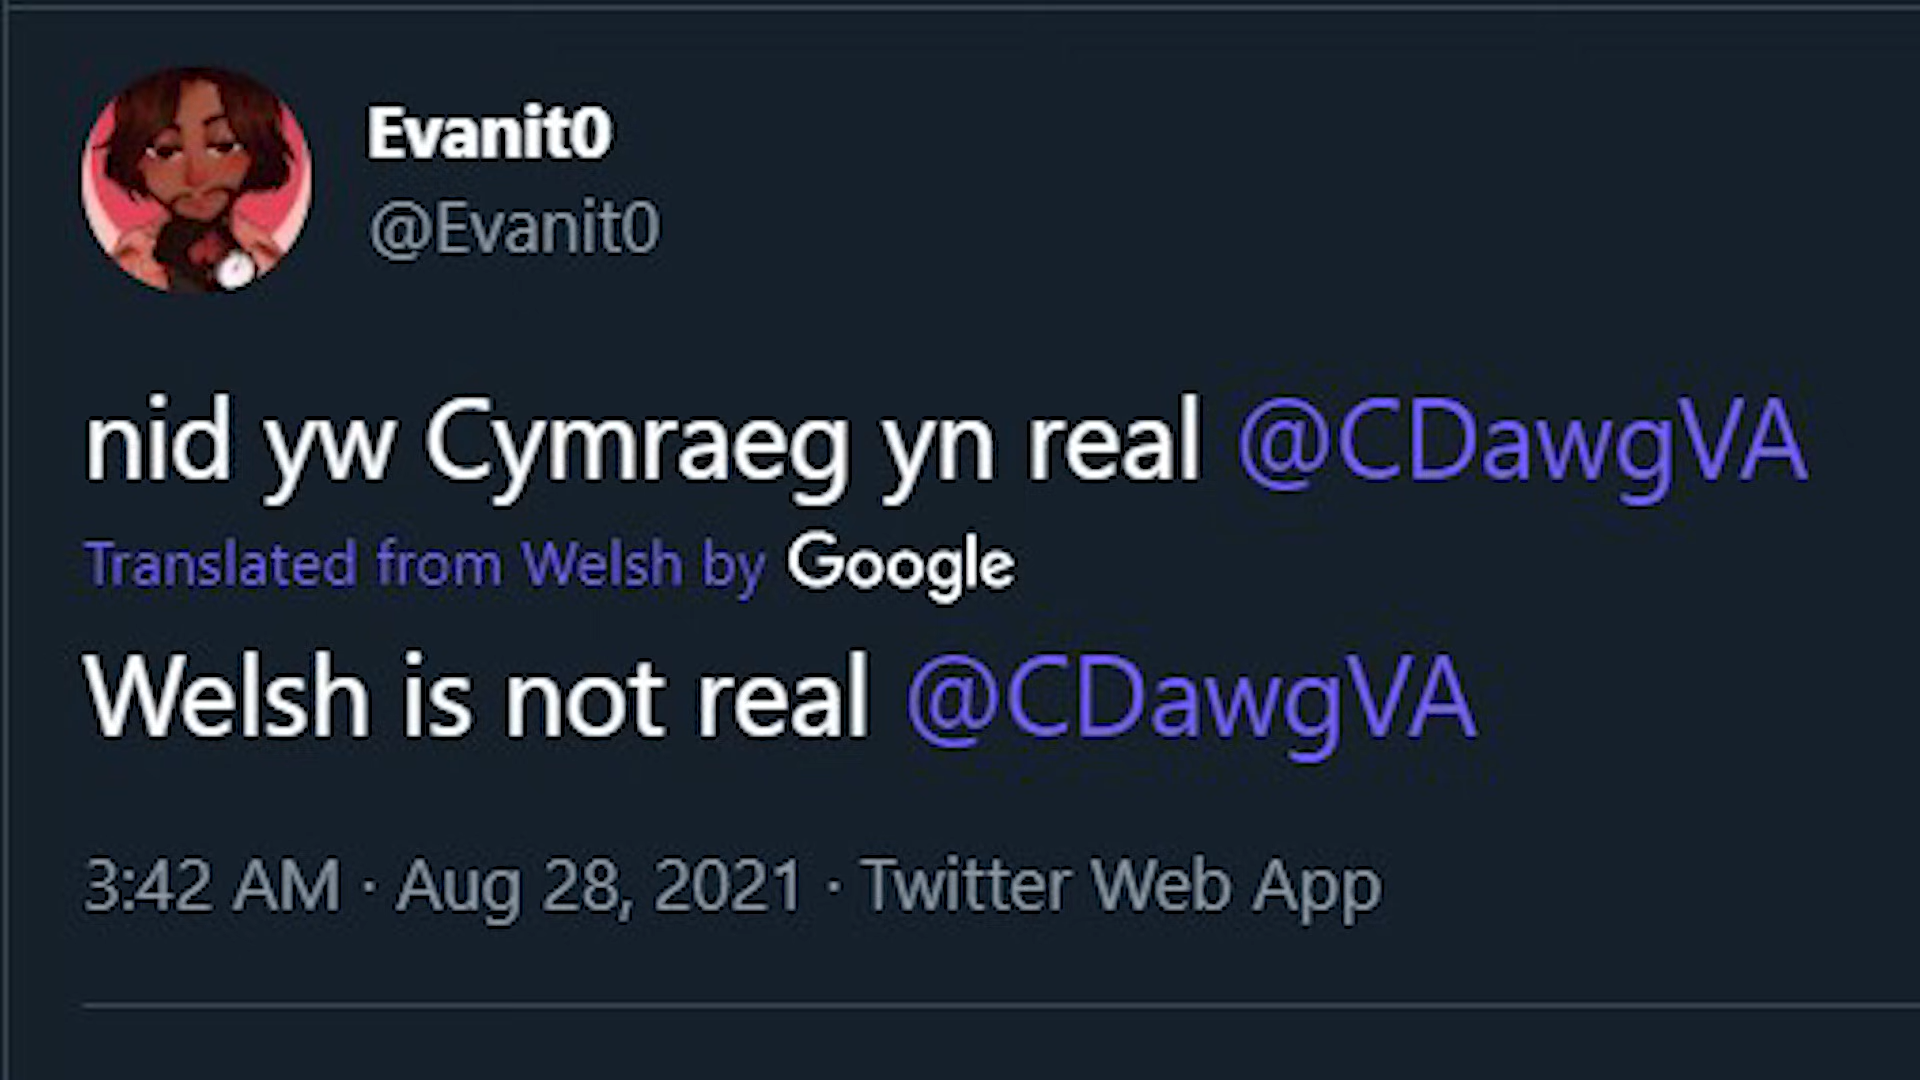 Evanit0
@Evanit0
nid yw Cymraeg yn real @CDawgVA
Translated from Welsh by Google
Welsh is not real @CDawgVA
3:42 AM · Aug 28, 2021 · Twitter Web App